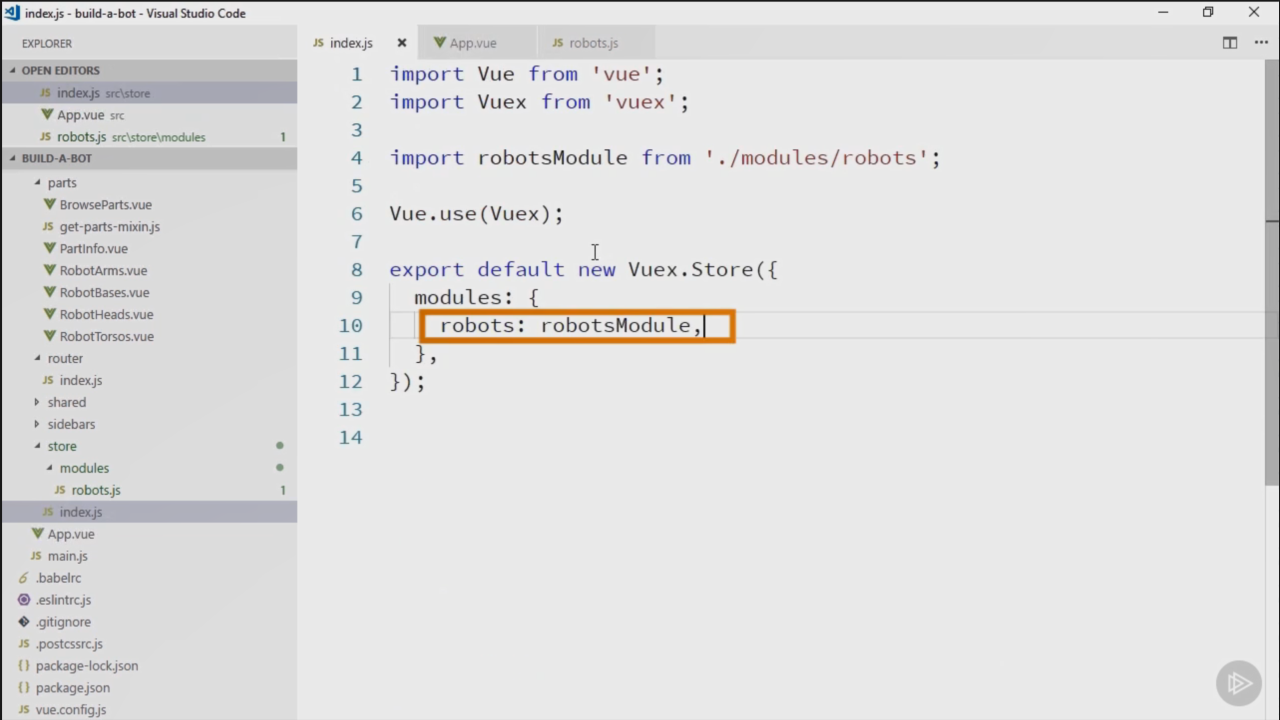 index.js - build-a-bot - Visual Studio Code
EXPLORER
OPEN EDITORS
JS index.js src\store
App.vue src
JS robots.js src\store\modules 1
BUILD-A-BOT
parts
BrowseParts.vue
JS get-parts-mixin.js
PartInfo.vue
RobotArms.vue
RobotBases.vue
RobotHeads.vue
RobotTorsos.vue
router
JS index.js
shared
sidebars
store
modules
JS robots.js 1
JS index.js
App.vue
JS main.js
.babelrc
.eslintrc.js
.gitignore
JS .postcssrc.js
{} package-lock.json
{} package.json
JS vue.config.js
JS index.js App.vue JS robots.js
1 import Vue from 'vue';
2 import Vuex from 'vuex';
3
4 import robotsModule from './modules/robots';
5
6 Vue.use(Vuex);
7
8 export default new Vuex.Store({
9 modules: {
10 robots: robotsModule,
11 },
12 });
13
14